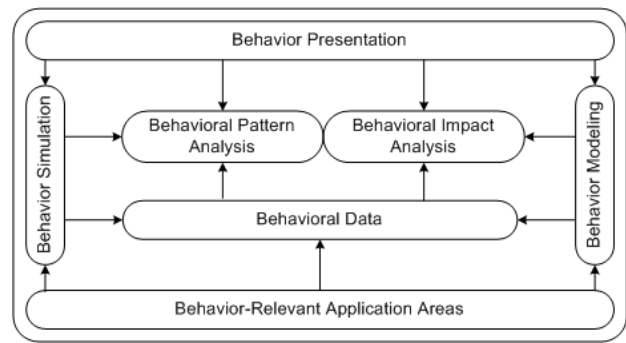 Behavior Presentation
Behavior Simulation
Behavioral Pattern
Analysis
Behavioral Impact
Analysis
Behavior Modeling
Behavioral Data
Behavior-Relevant Application Areas